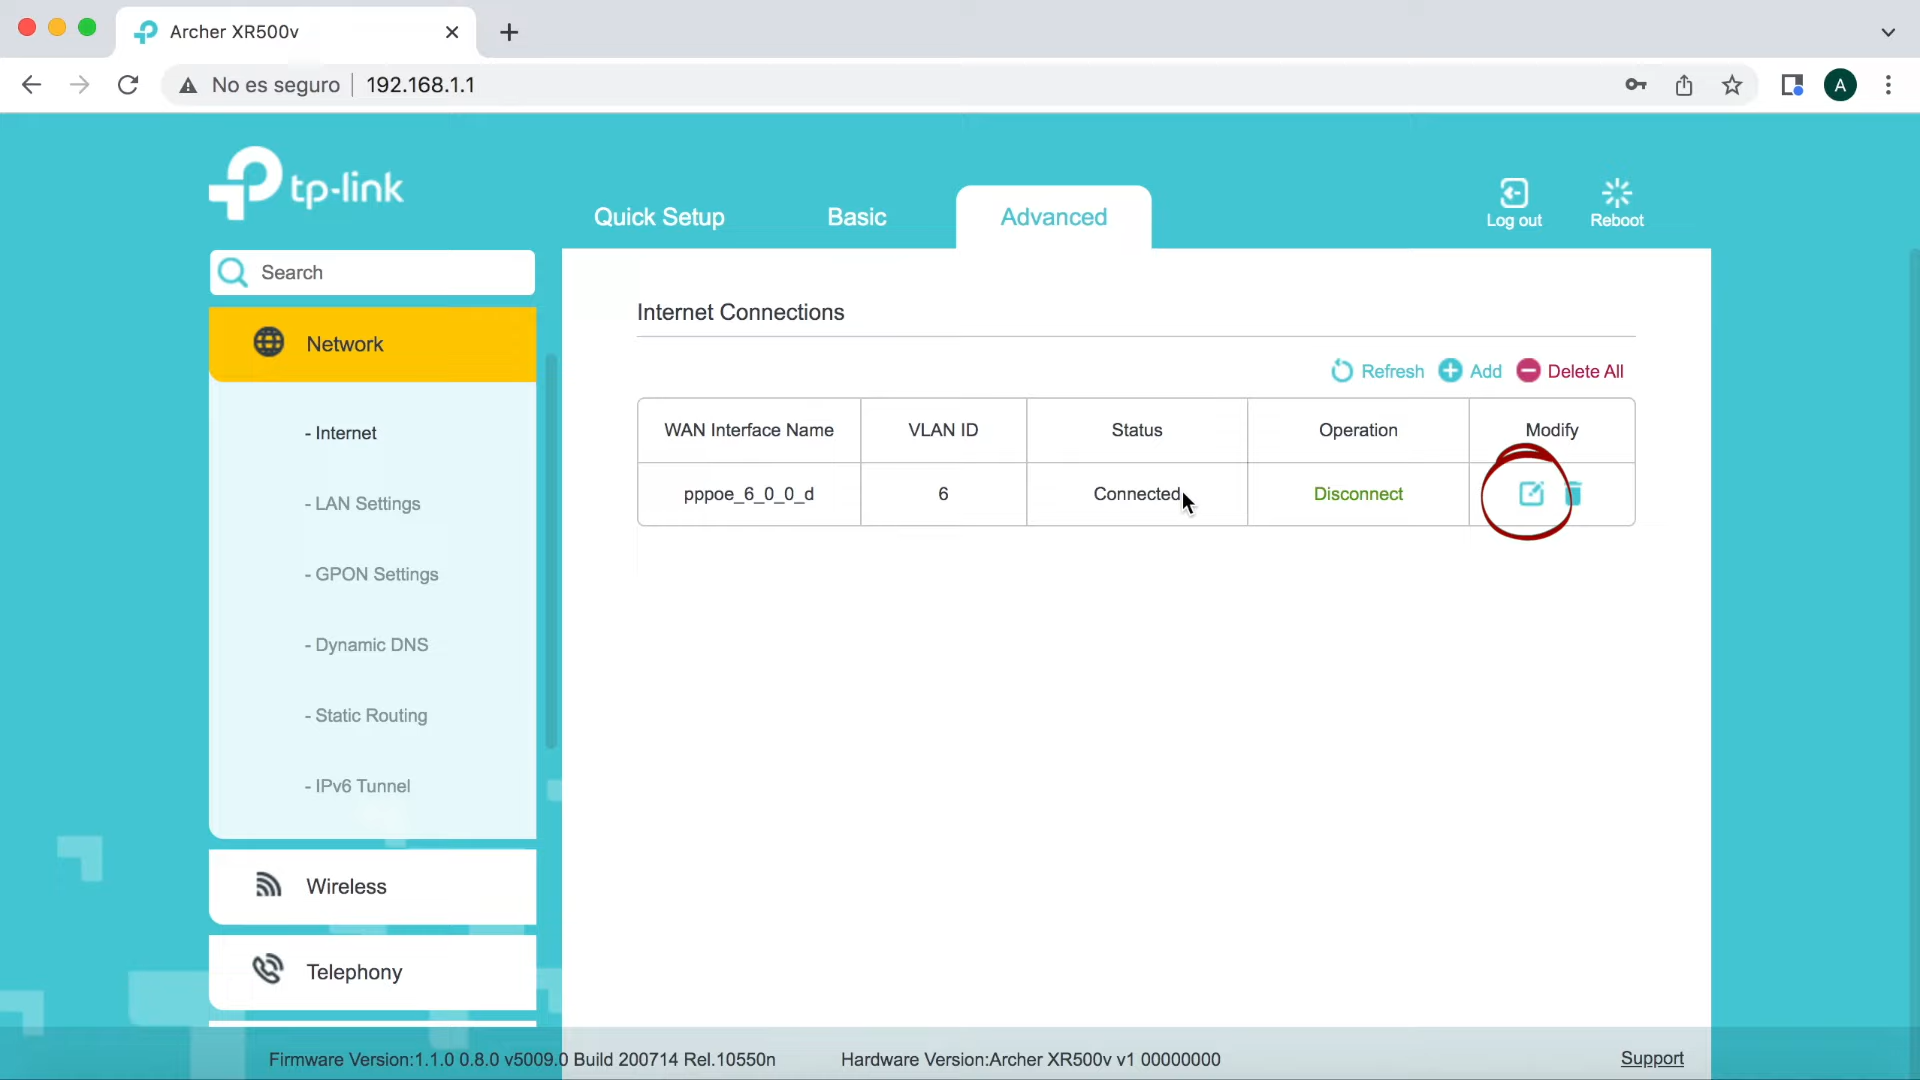 Archer XR500v
No es seguro 192.168.1.1
A
tp-link
Quick Setup
Basic
Advanced
Log out
Reboot
Search
Network
- Internet
- LAN Settings
- GPON Settings
- Dynamic DNS
- Static Routing
- IPv6 Tunnel
Wireless
Telephony
Internet Connections
Refresh Add Delete All
WAN Interface Name VLAN ID Status Operation Modify
pppoe_6_0_0_d 6 Connected Disconnect
Firmware Version:1.1.0 0.8.0 v5009.0 Build 200714 Rel.10550n Hardware Version:Archer XR500v v1 00000000 Support